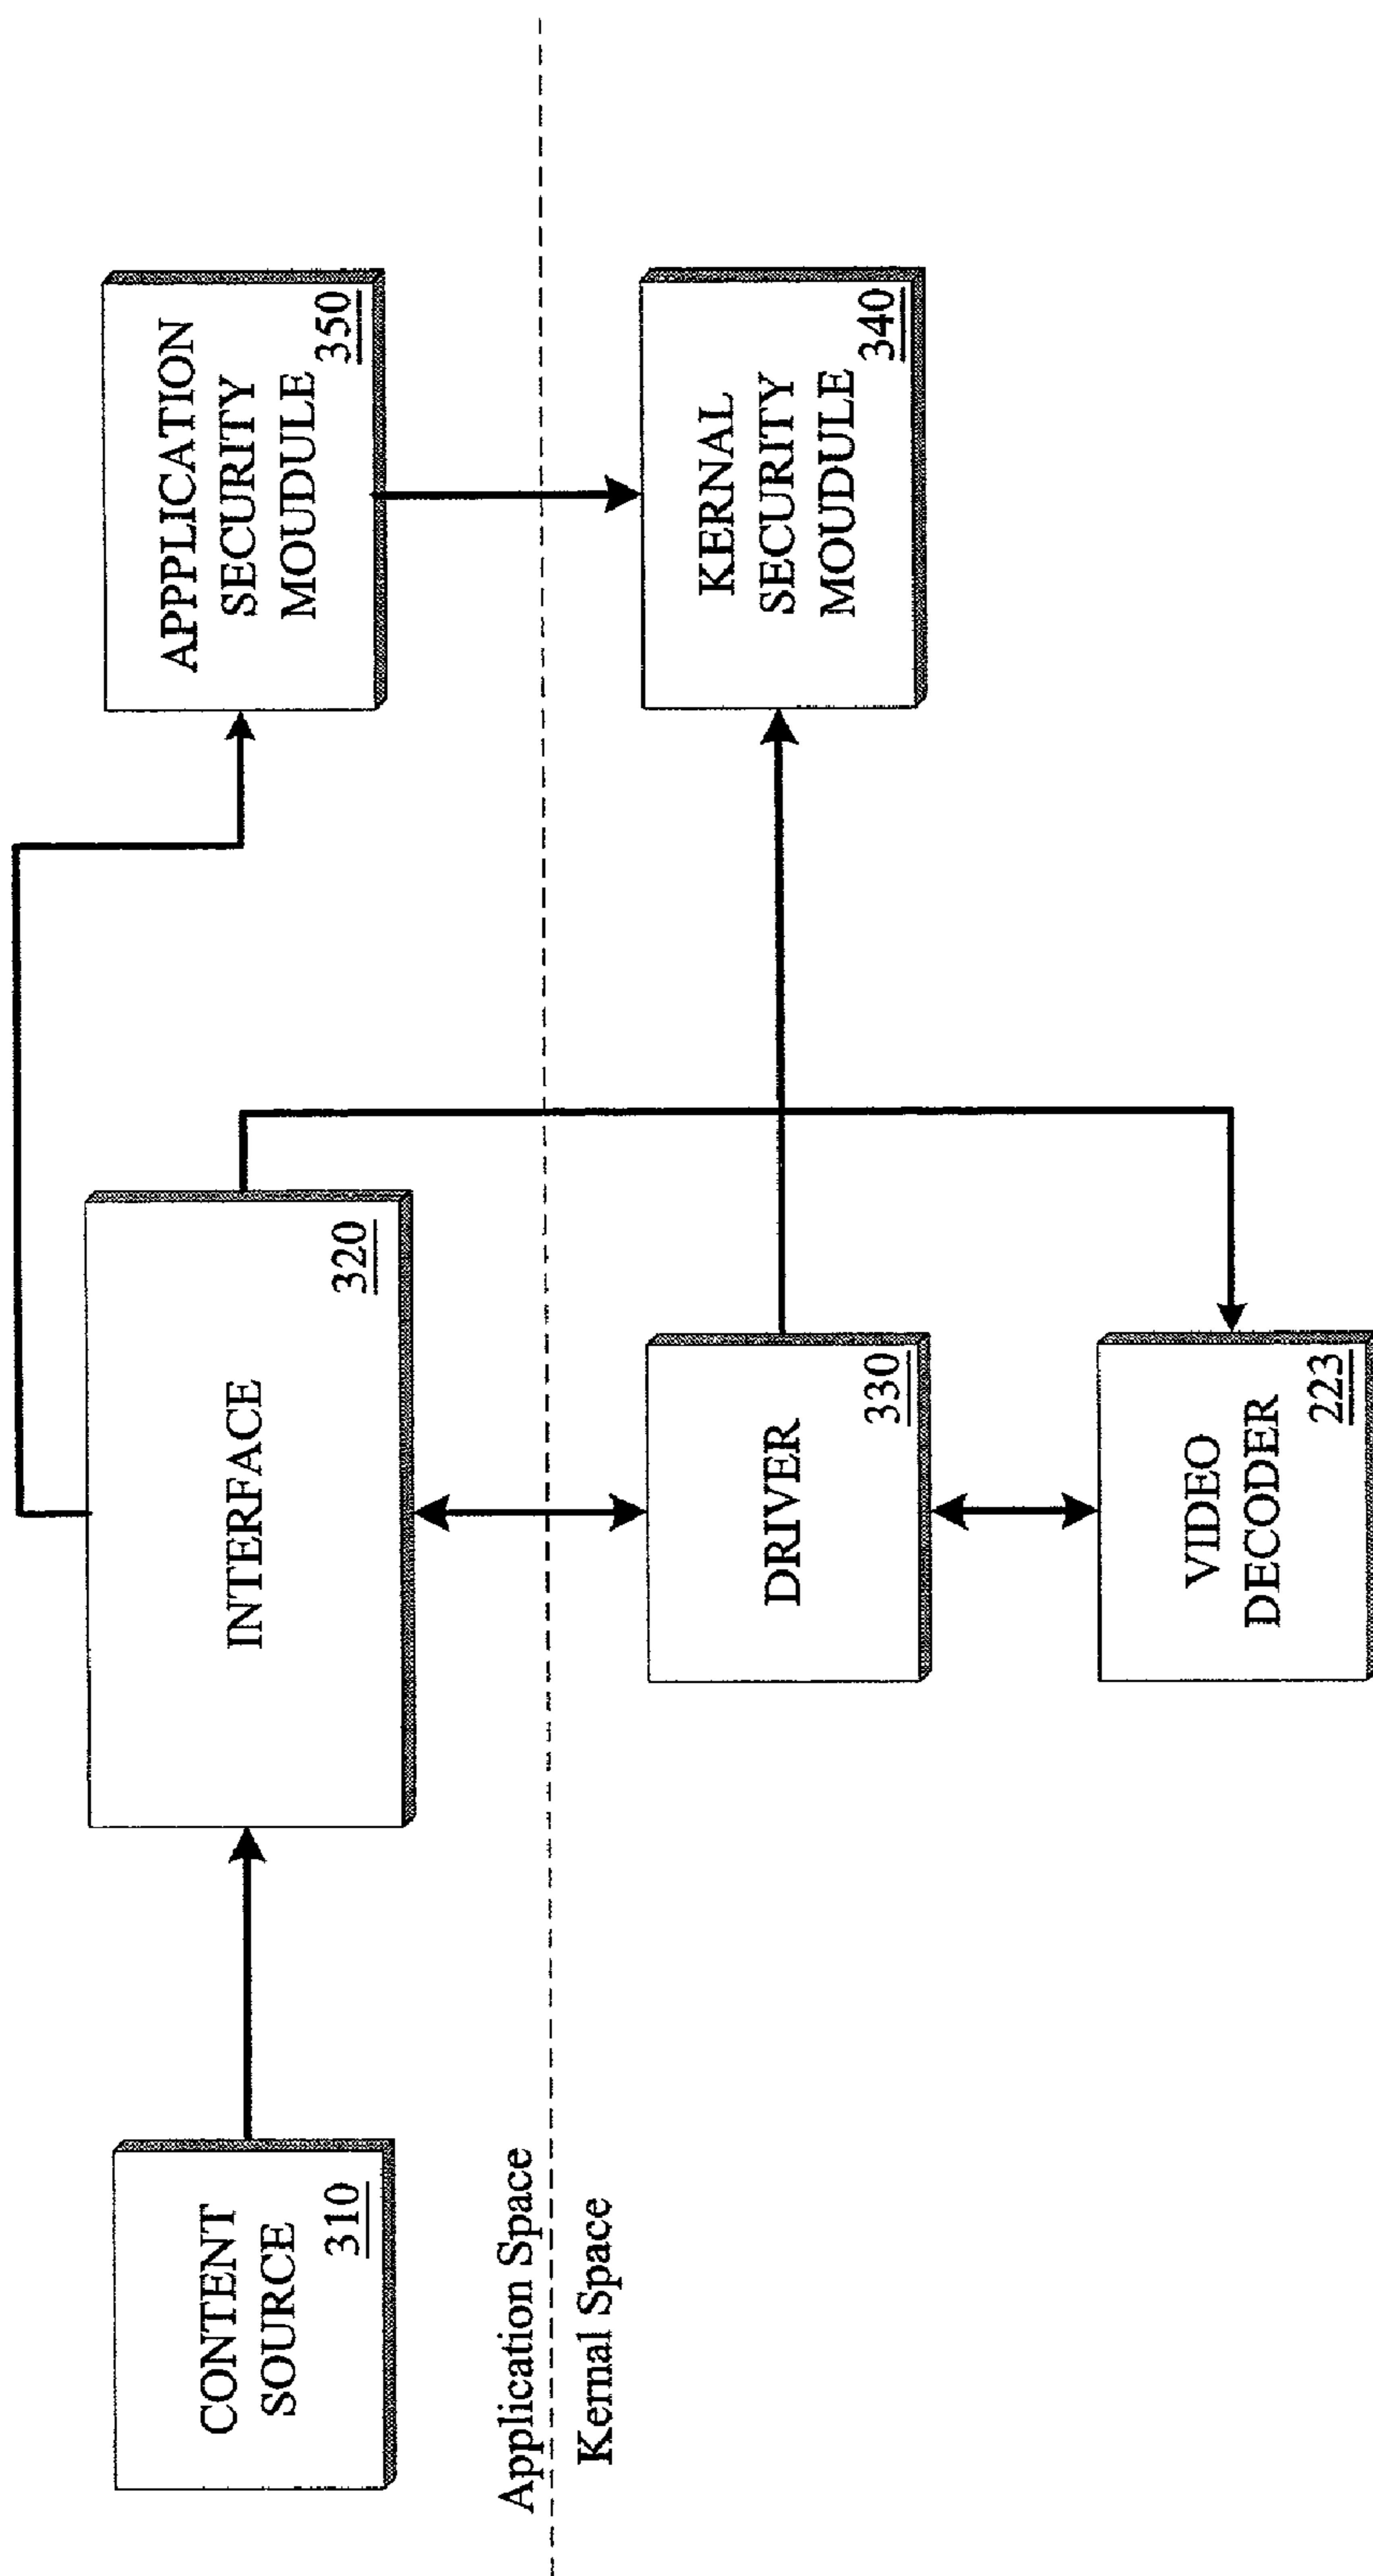 CONTENT
SOURCE
310
INTERFACE
320
APPPLICATION
SECURITY
MOUDULE
350
Application Space
Kernal Space
DRIVER
330
KERNAL
SECURITY
MOUDULE
340
VIDEO
DECODER
223